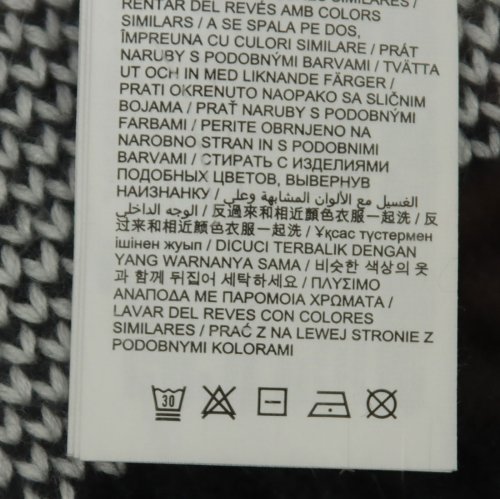 RENTAR DEL REVÉS AMB COLORS
SIMILARS / A SE SPALA PE DOS,
ÎMPREUNA CU CULORI SIMILARE / PRÁT
NARUBY S PODOBNÝMI BARVAMI / TVÄTTA
UT OCH IN MED LIKNANDE FÄRGER /
PRATI OKRENUTO NAOPAKO SA SLIČNIM
BOJAMA / PRAŤ NARUBY S PODOBNÝMI
FARBAMI / PERITE OBRNJENO NA
NAROBNO STRAN IN S PODOBNIMI
BARVAMI / СТИРАТЬ С ИЗДЕЛИЯМИ
ПОДОБНЫХ ЦВЕТОВ, ВЫВЕРНУВ
НАИЗНАНКУ / الغسيل مع الألوان المشابهة وعلى
الوجه الداخلي / 反過來和相近顏色衣服一起洗 / 反
过来和相近颜色衣服一起洗 / Ұқсас түстермен
ішінен жуып / DICUCI TERBALIK DENGAN
YANG WARNANYA SAMA / 비슷한 색상의 옷
과 함께 뒤집어 세탁하세요 / ΠΛΥΣΙΜΟ
ΑΝΑΠΟΔΑ ΜΕ ΠΑΡΟΜΟΙΑ ΧΡΩΜΑΤΑ /
LAVAR DEL REVES CON COLORES
SIMILARES / PRAĆ Z NA LEWEJ STRONIE Z
PODOBNYMI KOLORAMI
30